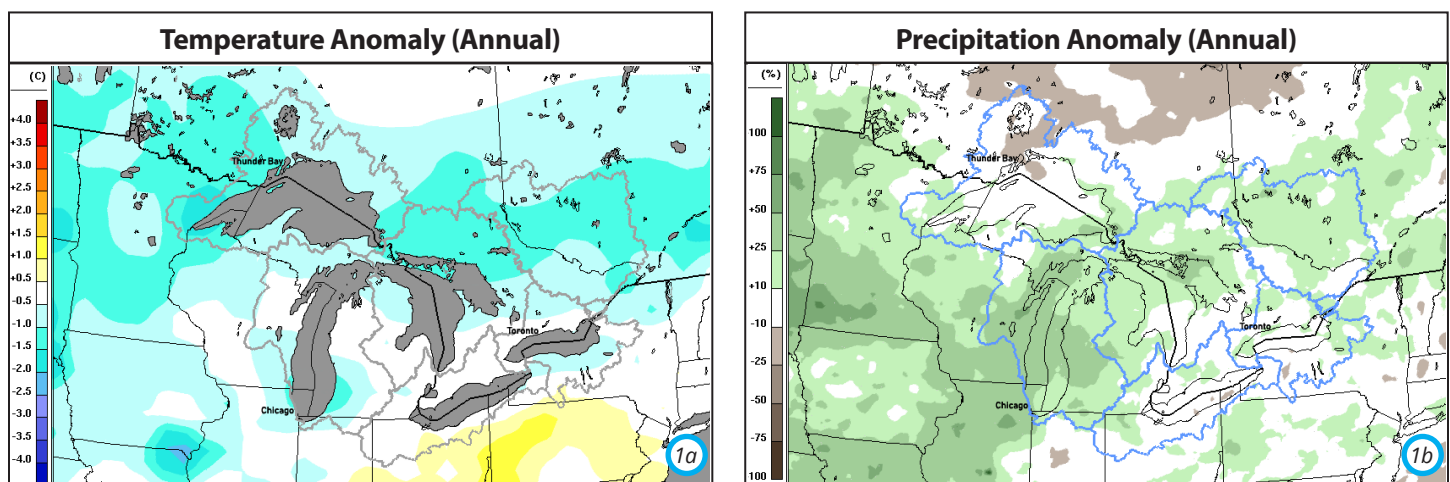 Temperature Anomaly (Annual)
(C)
+4.0
+3.5
+3.0
+2.5
+2.0
+1.5
+1.0
+0.5
-0.5
-1.0
-1.5
-2.0
-2.5
-3.0
-3.5
-4.0
Thunder Bay
Toronto
Chicago
1a
Precipitation Anomaly (Annual)
(%)
100
+75
+50
+25
+10
-10
-25
-50
-75
100
Thunder Bay
Toronto
Chicago
1b